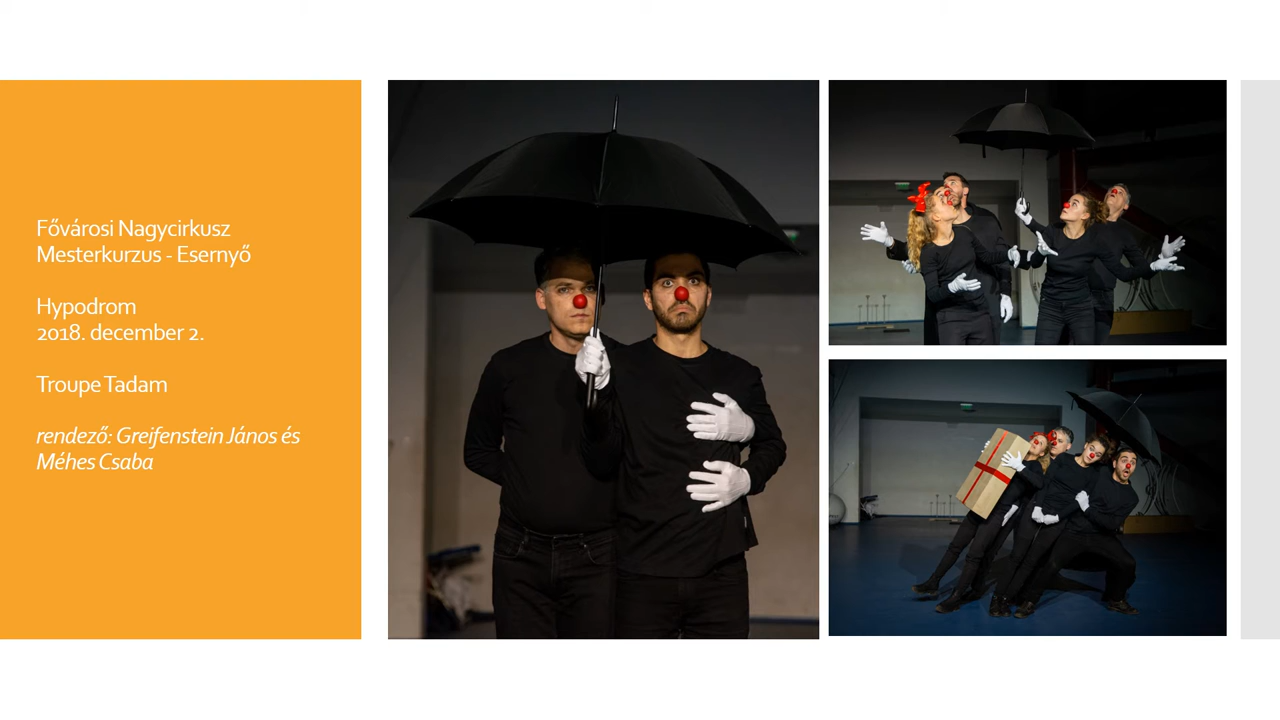 Fővárosi Nagycirkusz
Mesterkurzus - Esernyő
Hypodrom
2018. december 2.
Troupe Tadam
rendező: Greifenstein János és
Méhes Csaba